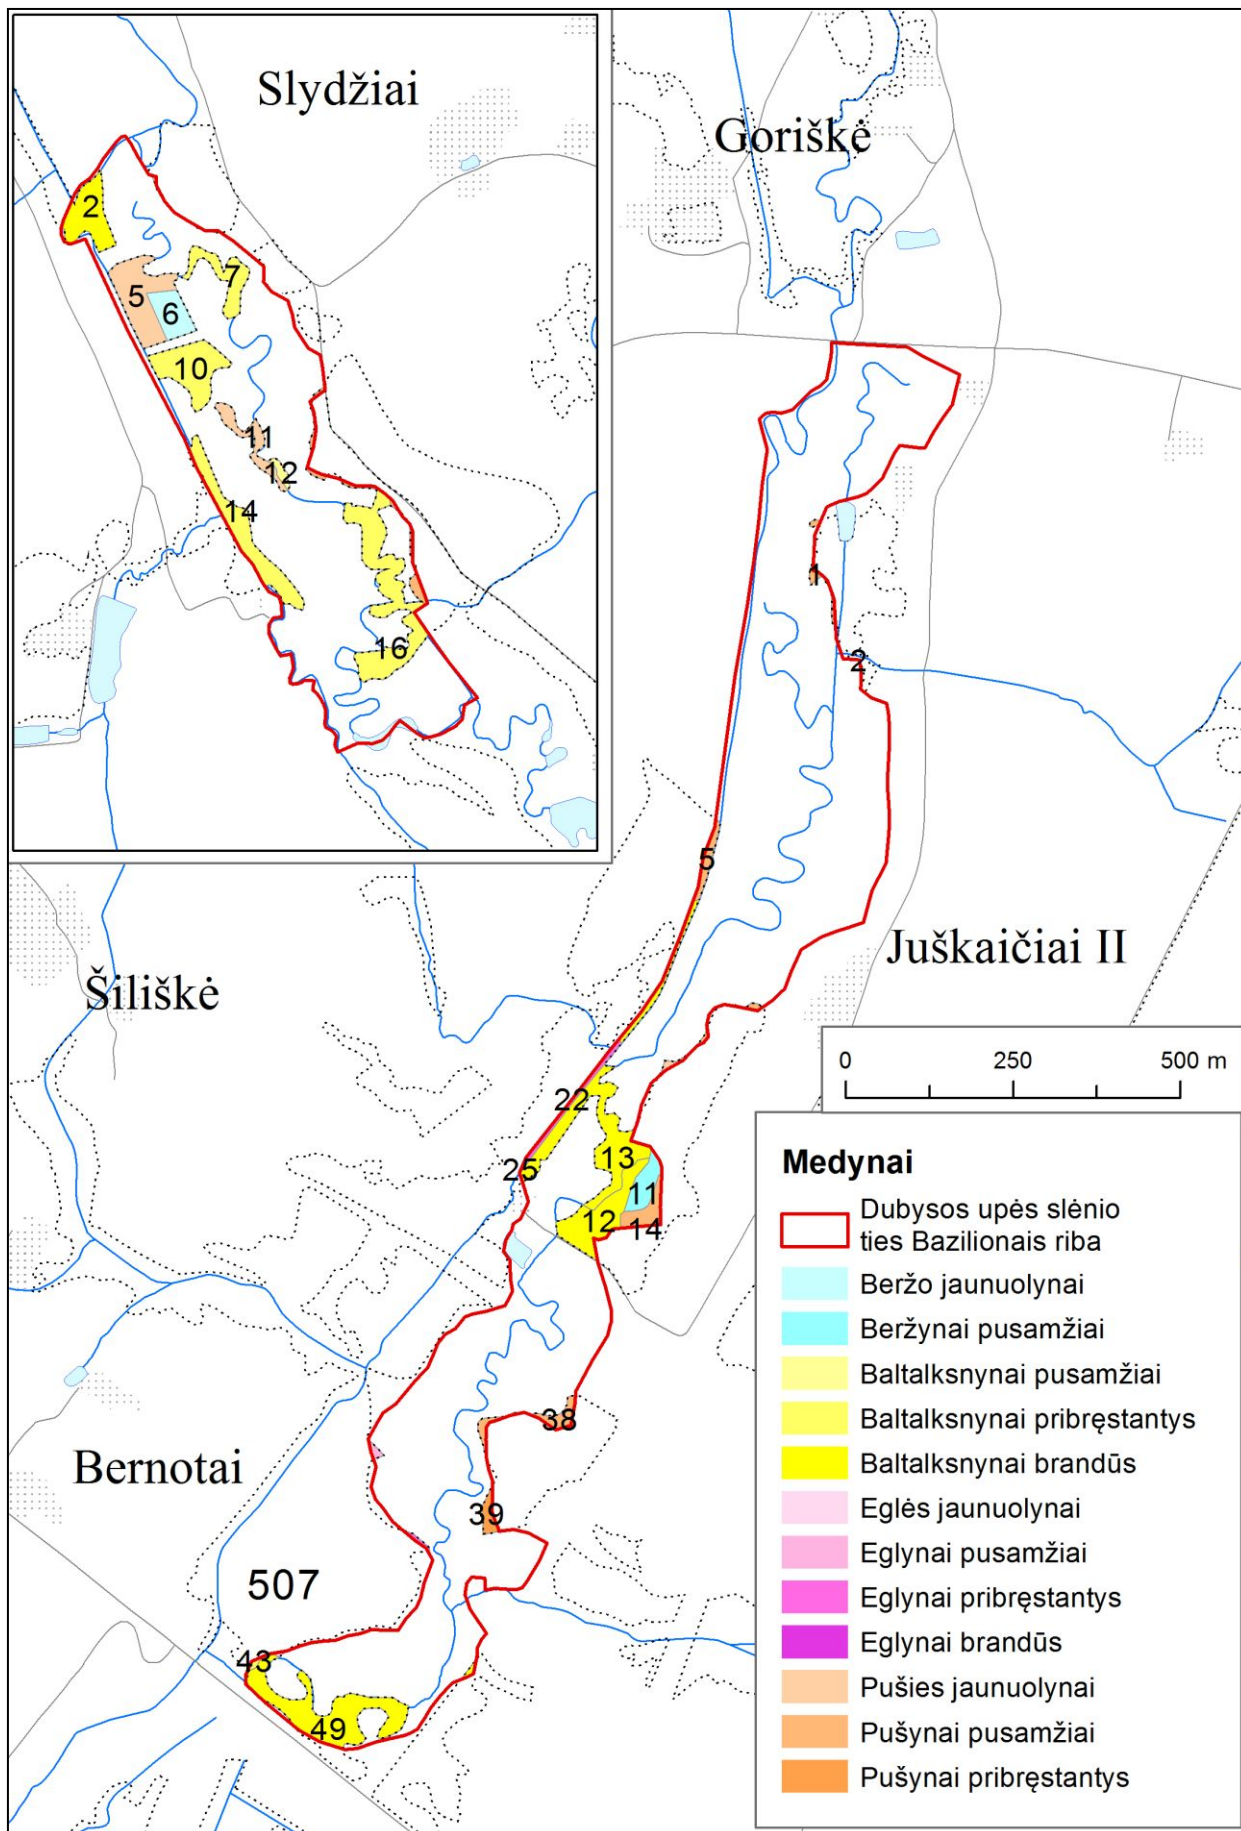 Slydžiai
Goriškė
2
7
5
6
10
11
12
14
16
1
2
5
Juškaičiai II
Šiliškė
0 250 500 m
22
13
25
11
12
14
38
Bernotai
39
507
43
49
Medynai
Dubysos upės slėnio
ties Bazilionais riba
Beržo jaunuolynai
Beržynai pusamžiai
Baltalksnynai pusamžiai
Baltalksnynai pribręstantys
Baltalksnynai brandūs
Eglės jaunuolynai
Eglynai pusamžiai
Eglynai pribręstantys
Eglynai brandūs
Pušies jaunuolynai
Pušynai pusamžiai
Pušynai pribręstantys